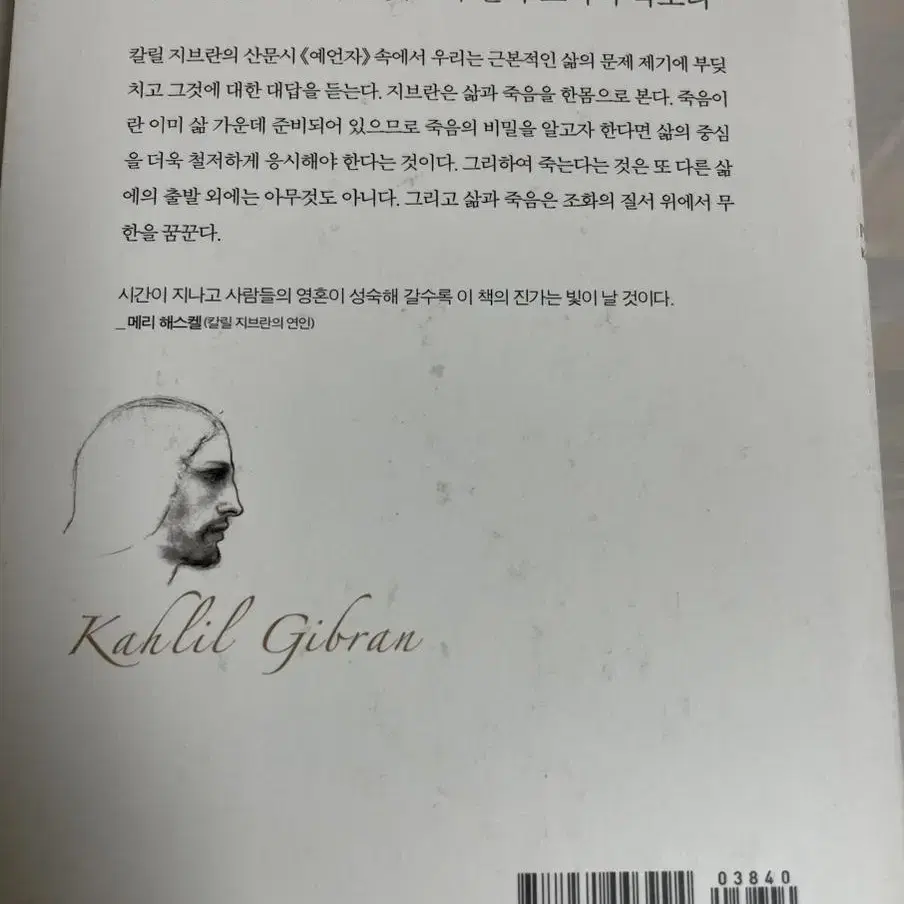 칼릴 지브란의 산문시 《예언자》 속에서 우리는 근본적인 삶의 문제 제기에 부딪
치고 그것에 대한 대답을 듣는다. 지브란은 삶과 죽음을 한몸으로 본다. 죽음이
란 이미 삶 가운데 준비되어 있으므로 죽음의 비밀을 알고자 한다면 삶의 중심
을 더욱 철저하게 응시해야 한다는 것이다. 그리하여 죽는다는 것은 또 다른 삶
에의 출발 외에는 아무것도 아니다. 그리고 삶과 죽음은 조화의 질서 위에서 무
한을 꿈꾼다.
시간이 지나고 사람들의 영혼이 성숙해 갈수록 이 책의 진가는 빛이 날 것이다.
_ 메리 해스켈 (칼릴 지브란의 연인)
Kahlil Gibran
03840